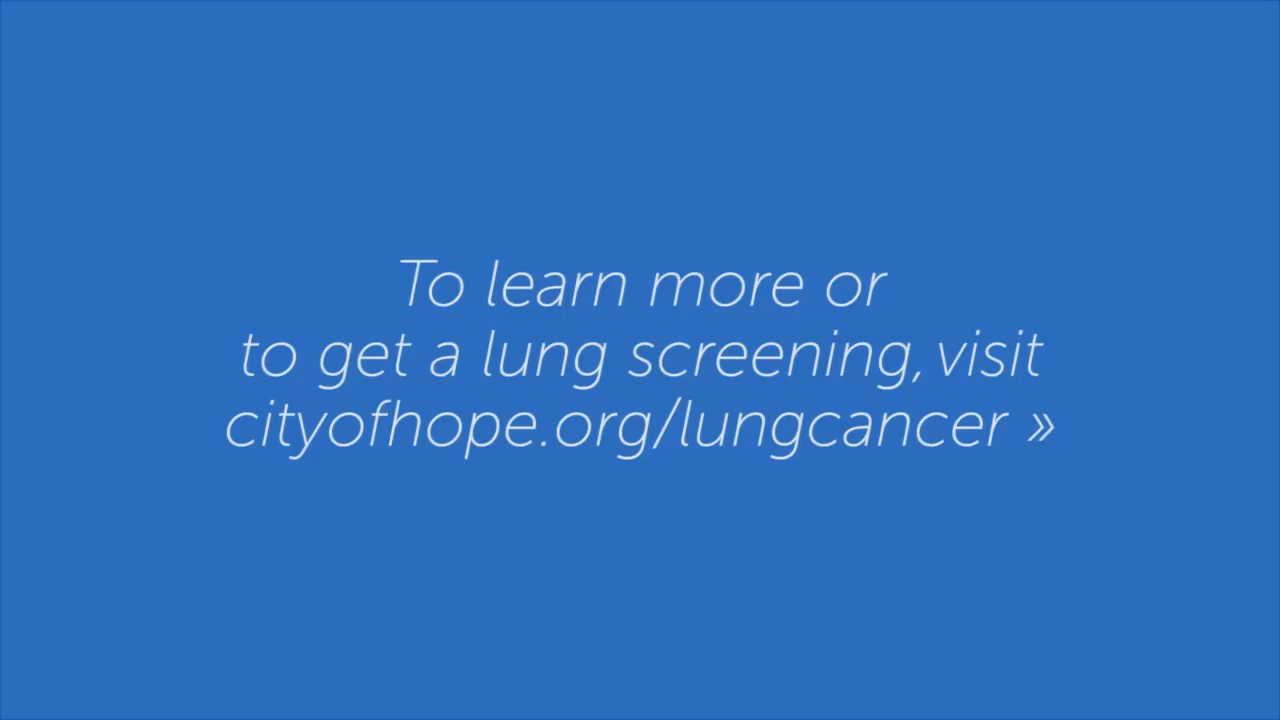 To learn more or
to get a lung screening, visit
cityofhope.org/lungcancer »